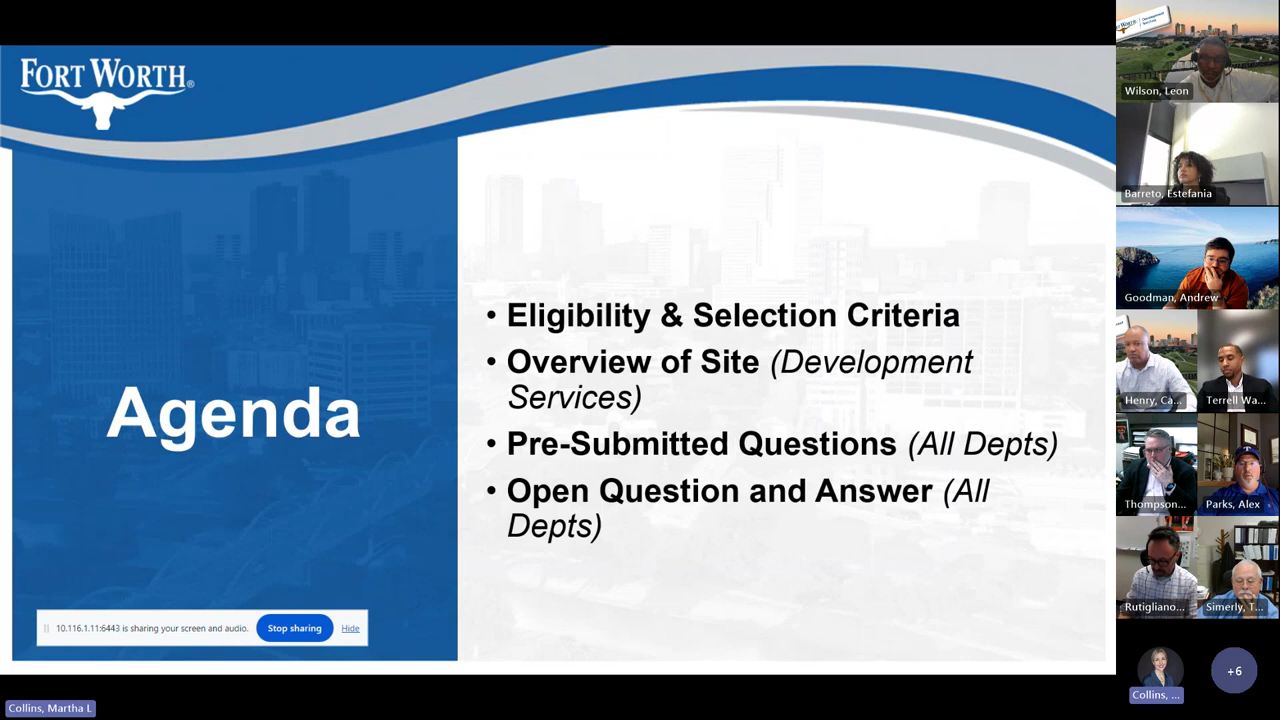 FORT WORTH®
Agenda
• Eligibility & Selection Criteria
• Overview of Site (Development
Services)
• Pre-Submitted Questions (All Depts)
• Open Question and Answer (All
Depts)
10.116.1.11:6443 is sharing your screen and audio.
Stop sharing
Hide
Collins, Martha L
Wilson, Leon
Barreto, Estefania
Goodman, Andrew
Henry, Ca...
Terrell Wa...
Thompson...
Parks, Alex
Rutigliano...
Simerly, T...
Collins, ...
+6